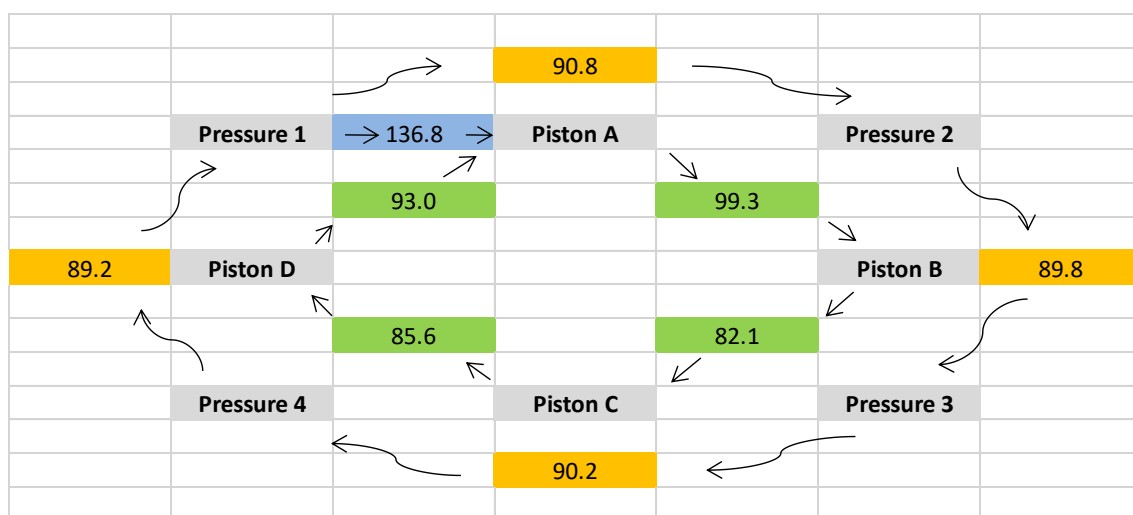 90.8
Pressure 1 136.8 Piston A Pressure 2
93.0 99.3
89.2 Piston D Piston B 89.8
85.6 82.1
Pressure 4 Piston C Pressure 3
90.2